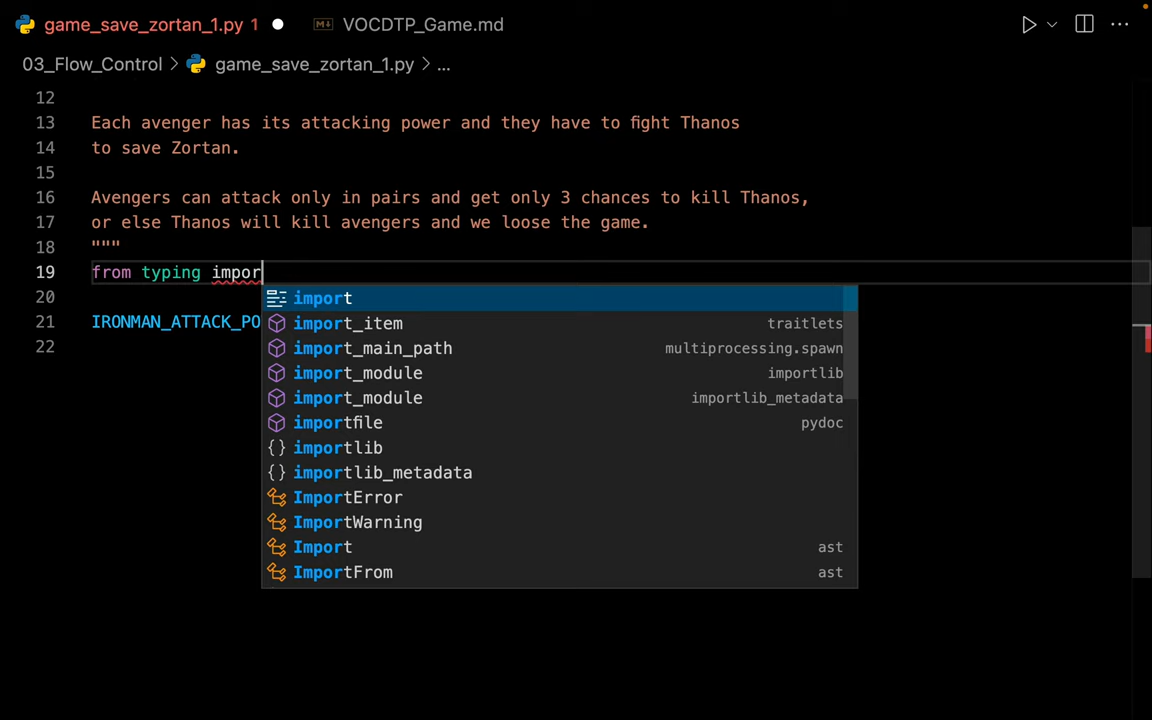 game_save_zortan_1.py 1
VOCDTP_Game.md
03_Flow_Control > game_save_zortan_1.py > ...
12
13 Each avenger has its attacking power and they have to fight Thanos
14 to save Zortan.
15
16 Avengers can attack only in pairs and get only 3 chances to kill Thanos,
17 or else Thanos will kill avengers and we loose the game.
18 """
19 from typing impor
import
20
import_item traitlets
21 IRONMAN_ATTACK_PO
import_main_path multiprocessing.spawn
22
import_module importlib
import_module importlib_metadata
importfile pydoc
importlib
importlib_metadata
ImportError
ImportWarning
Import ast
ImportFrom ast